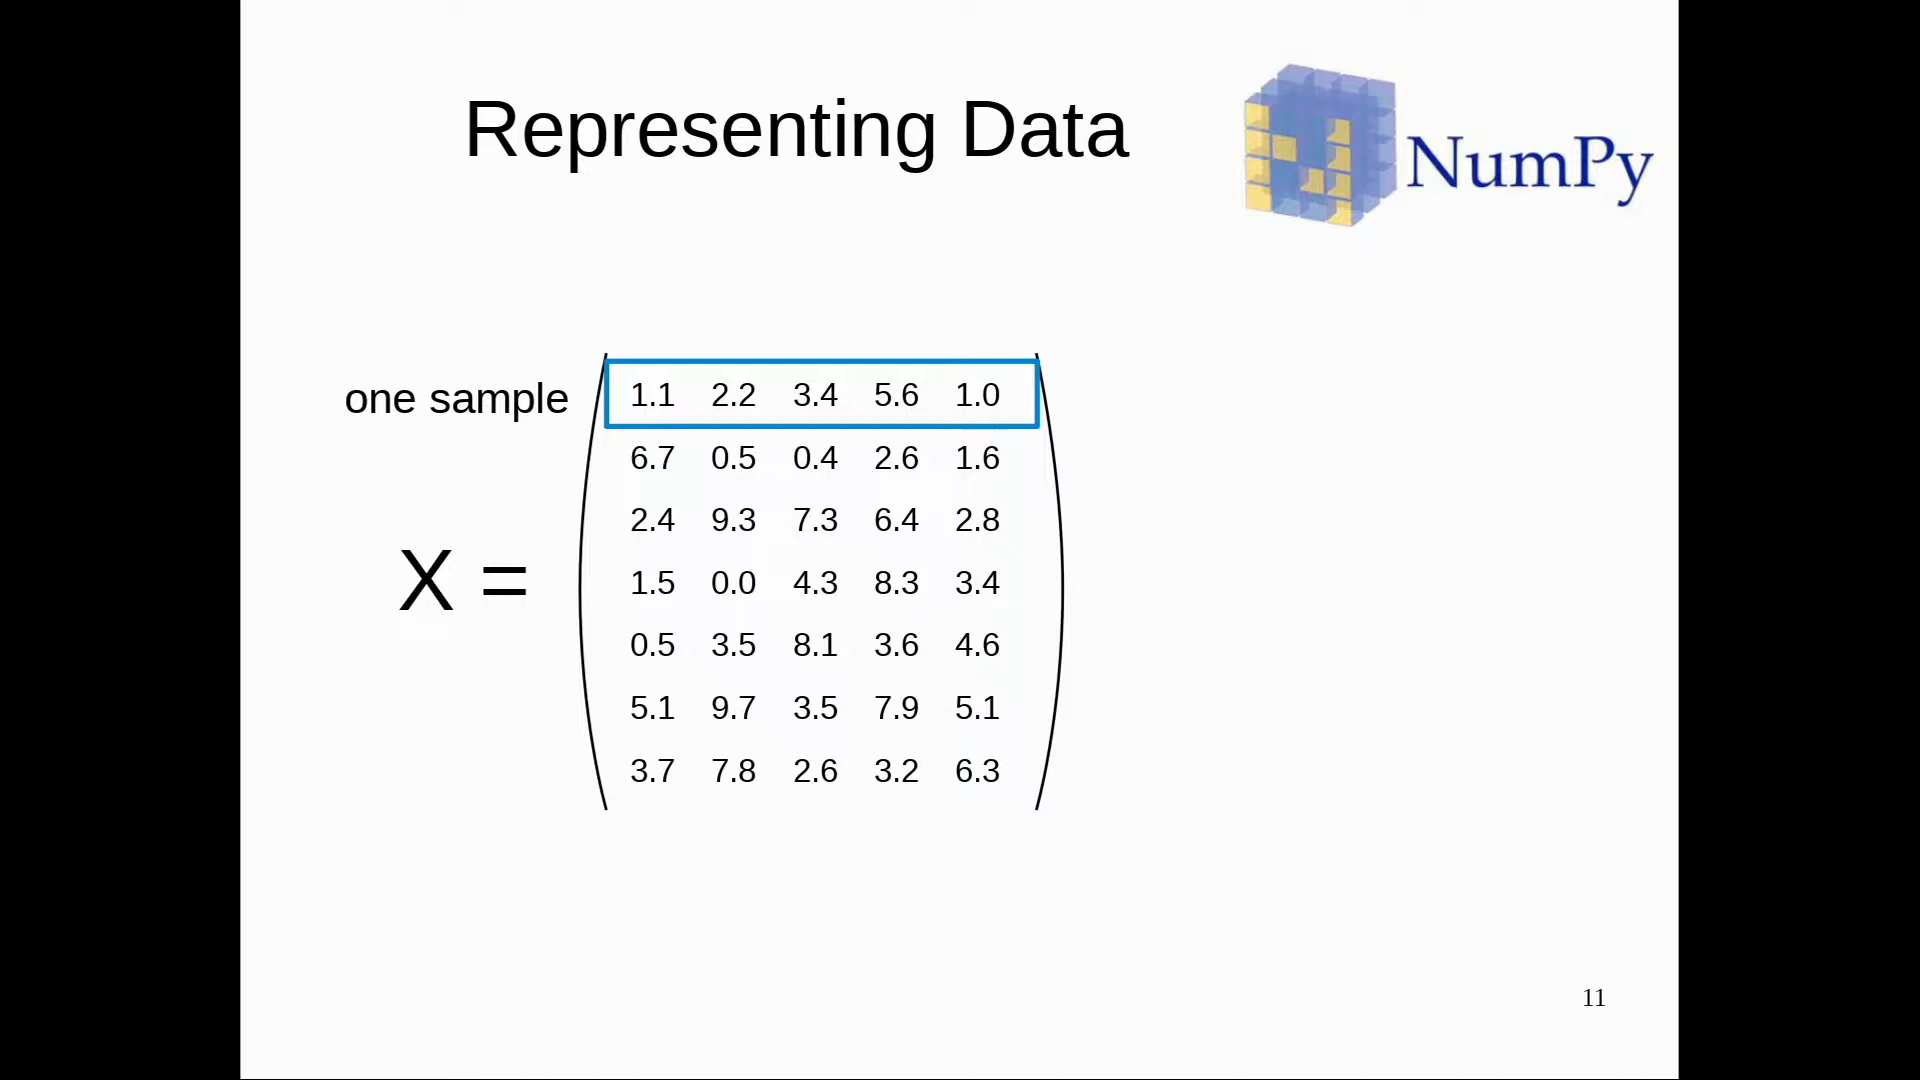 Representing Data
NumPy
one sample
1.1 2.2 3.4 5.6 1.0
6.7 0.5 0.4 2.6 1.6
2.4 9.3 7.3 6.4 2.8
X =
1.5 0.0 4.3 8.3 3.4
0.5 3.5 8.1 3.6 4.6
5.1 9.7 3.5 7.9 5.1
3.7 7.8 2.6 3.2 6.3
11